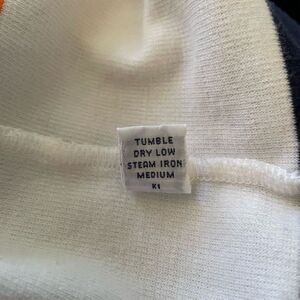 TUMBLE
DRY LOW
STEAM IRON
MEDIUM
K1